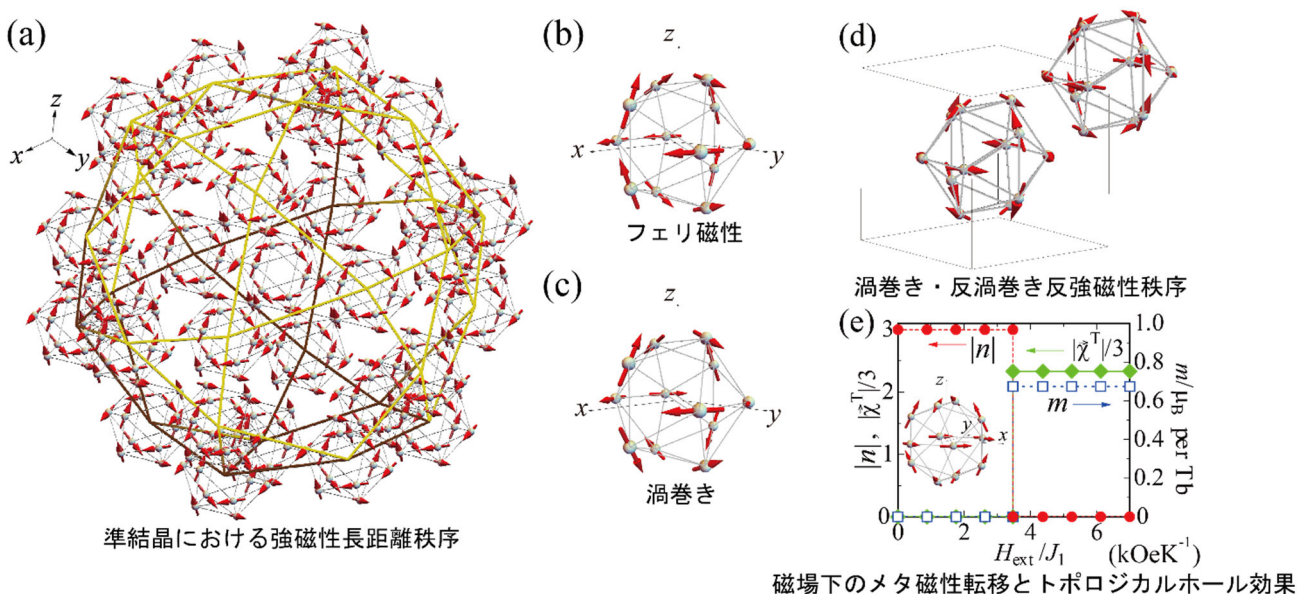 (a)
z
x
y
準結晶における強磁性長距離秩序
(b)
z
x
y
フェリ磁性
(c)
z
x
y
渦巻き
(d)
渦巻き・反渦巻き反強磁性秩序
(e)
3
2
1
0
|n|, |χ̃ᵀ|/3
|n|
|χ̃ᵀ|/3
m
z
y
x
1.0
0.8
0.6
0.4
0.2
0
m/μ_B per Tb
0 2 4 6
H_ext/J₁ (kOeK⁻¹)
磁場下のメタ磁性転移とトポロジカルホール効果